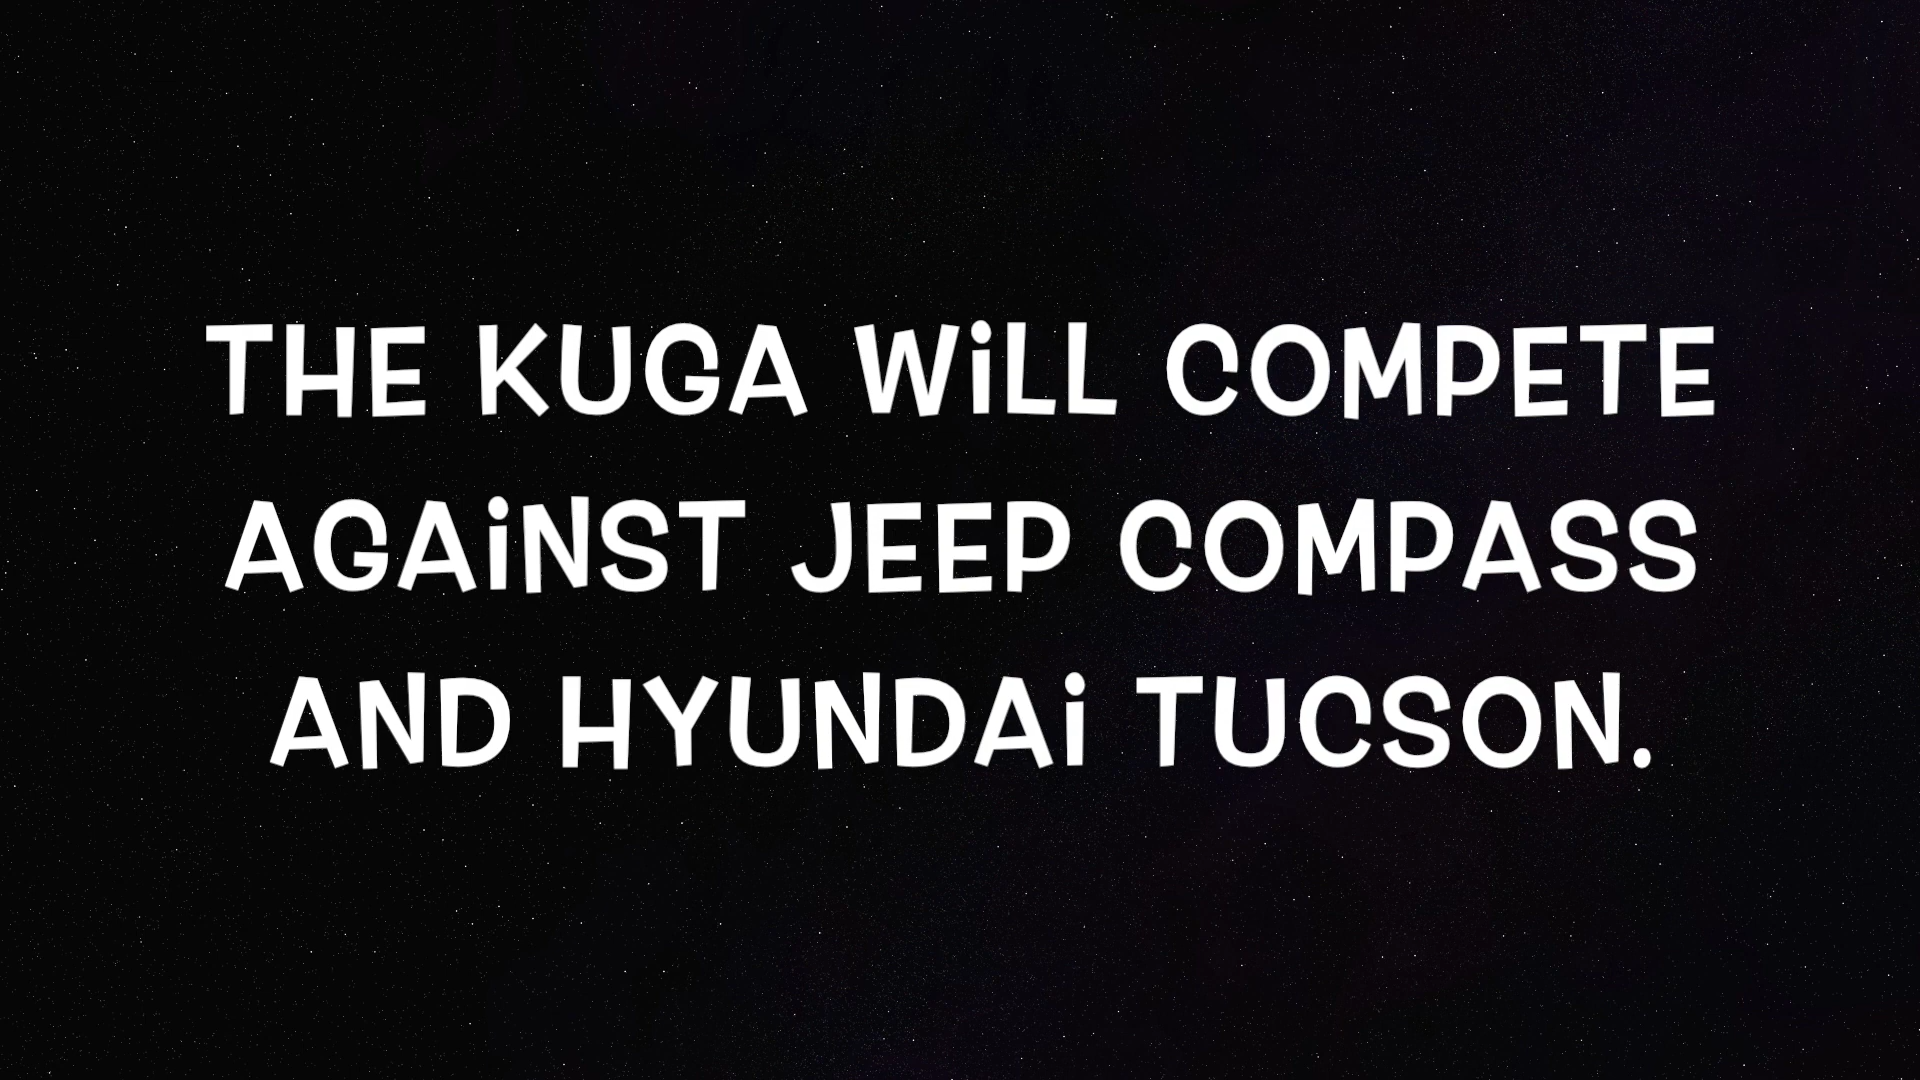 THE KUGA WiLL COMPETE
AGAiNST JEEP COMPASS
AND HYUNDAi TUCSON.